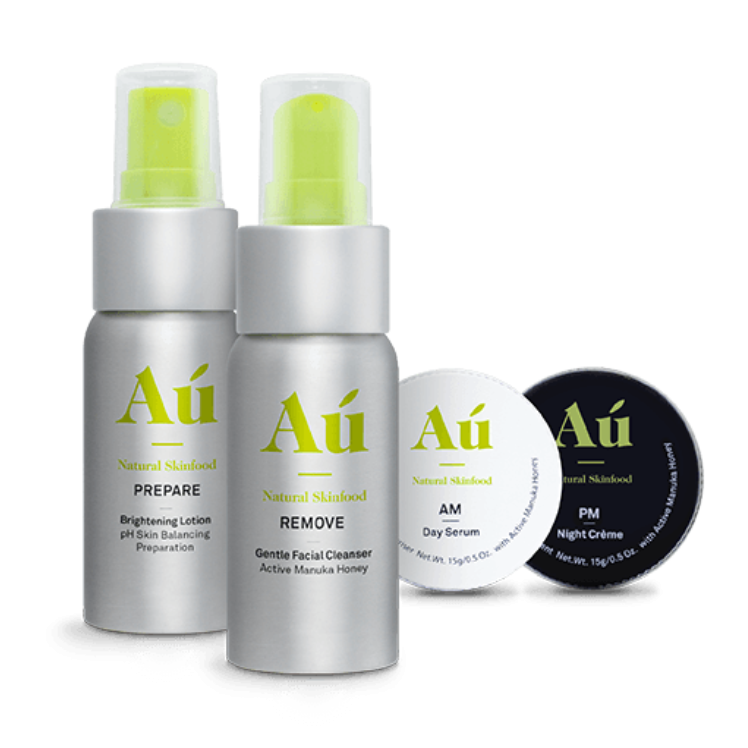 Aú
Natural Skinfood
PREPARE
Brightening Lotion
pH Skin Balancing
Preparation
Aú
Natural Skinfood
REMOVE
Gentle Facial Cleanser
Active Manuka Honey
Aú
Natural Skinfood
AM
Day Serum
Net.Wt. 15g/0.5 Oz. with Active Manuka Honey
Aú
Natural Skinfood
PM
Night Crème
Net.Wt. 15g/0.5 Oz. with Active Manuka Honey